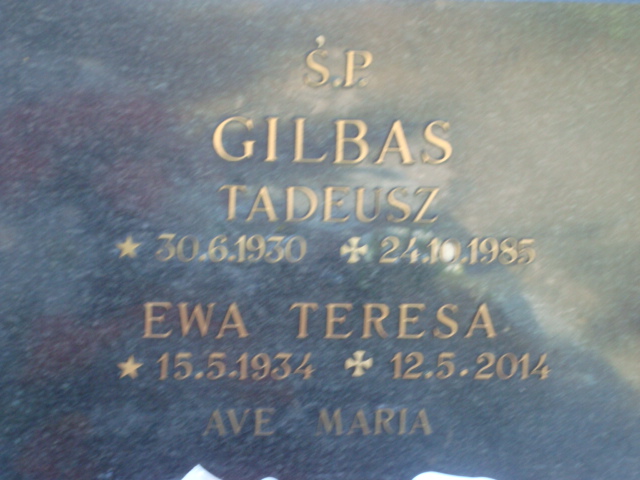 Ś.P.
GILBAS
TADEUSZ
★ 30.6.1930 ✠ 24.10.1985
EWA TERESA
★ 15.5.1934 ✠ 12.5.2014
AVE MARIA